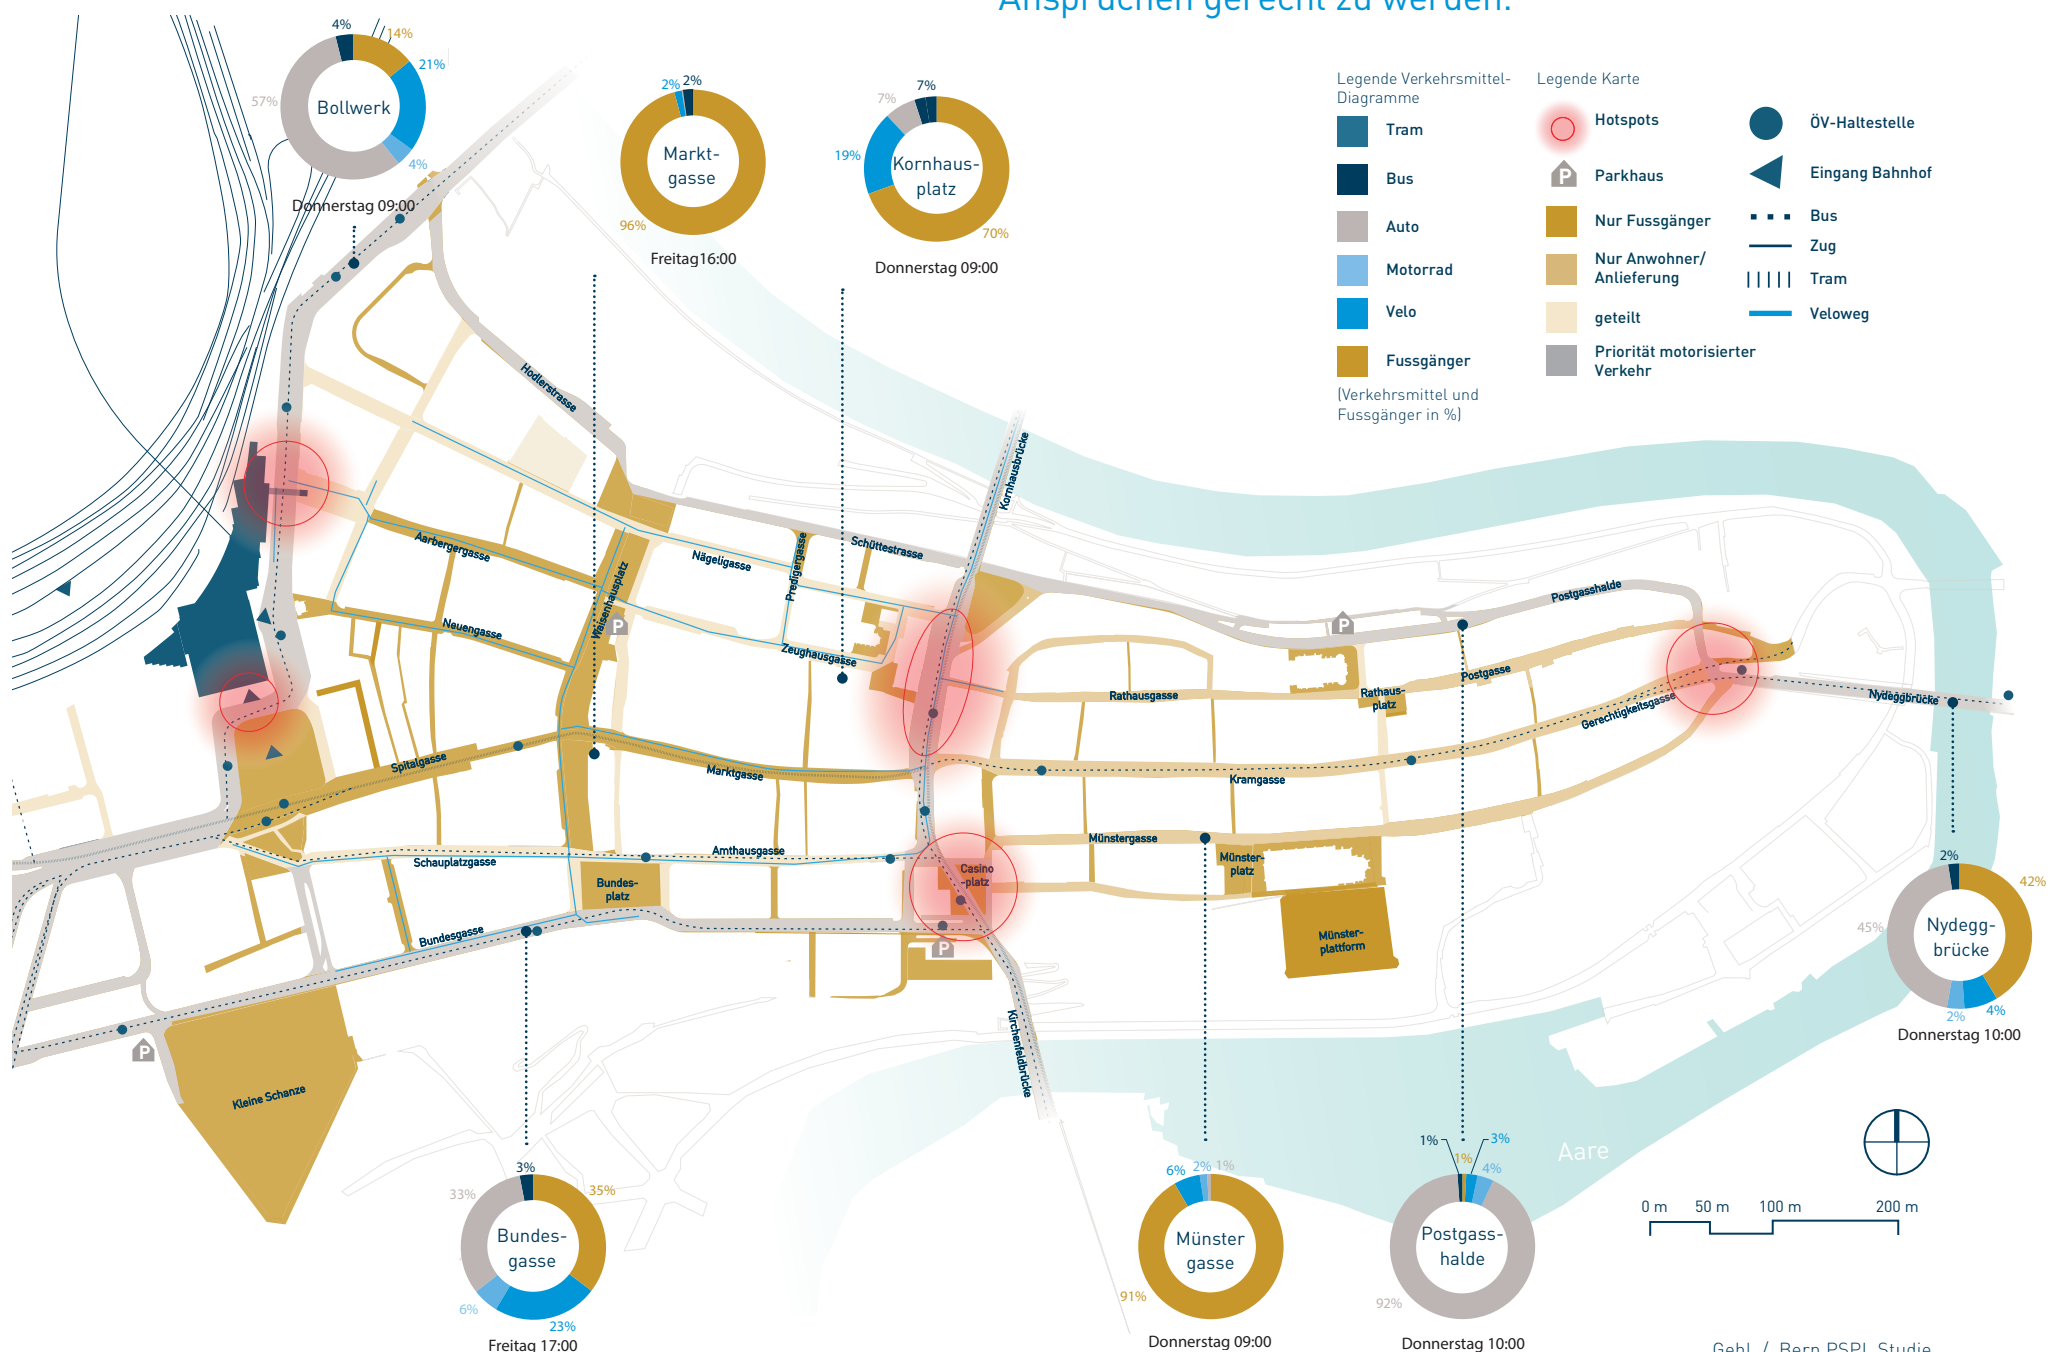 Ansprüchen gerecht zu werden.
4%
14%
21%
57%
Bollwerk
4%
Donnerstag 09:00
2%
2%
Markt-
gasse
96%
Freitag16:00
7%
7%
19%
Kornhaus-
platz
70%
Donnerstag 09:00
Legende Verkehrsmittel-
Diagramme
Tram
Bus
Auto
Motorrad
Velo
Fussgänger
(Verkehrsmittel und
Fussgänger in %)
Legende Karte
Hotspots
P
Parkhaus
Nur Fussgänger
Nur Anwohner/
Anlieferung
geteilt
Priorität motorisierter
Verkehr
ÖV-Haltestelle
Eingang Bahnhof
Bus
Zug
Tram
Veloweg
Hodlerstrasse
Kornhausbrücke
Aarbergergasse
Nägeligasse
Predigergasse
Schüttestrasse
Waisenhausplatz
P
Neuengasse
Zeughausgasse
P
Postgasshalde
Postgasse
Rathausgasse
Rathaus-
platz
Gerechtigkeitsgasse
Nydeggbrücke
Spitalgasse
Marktgasse
Kramgasse
Schauplatzgasse
Amthausgasse
Münstergasse
Münster-
platz
Casino
-platz
Bundes-
platz
Bundesgasse
P
Münster-
plattform
Kirchenfeldbrücke
P
Kleine Schanze
2%
42%
45%
Nydegg-
brücke
2%
4%
Donnerstag 10:00
3%
33%
35%
Bundes-
gasse
6%
23%
Freitag 17:00
6%
2%
1%
Münster
gasse
91%
Donnerstag 09:00
1%
3%
1%
4%
Postgass-
halde
92%
Donnerstag 10:00
Aare
0 m
50 m
100 m
200 m
Gehl / Bern PSPL Studie